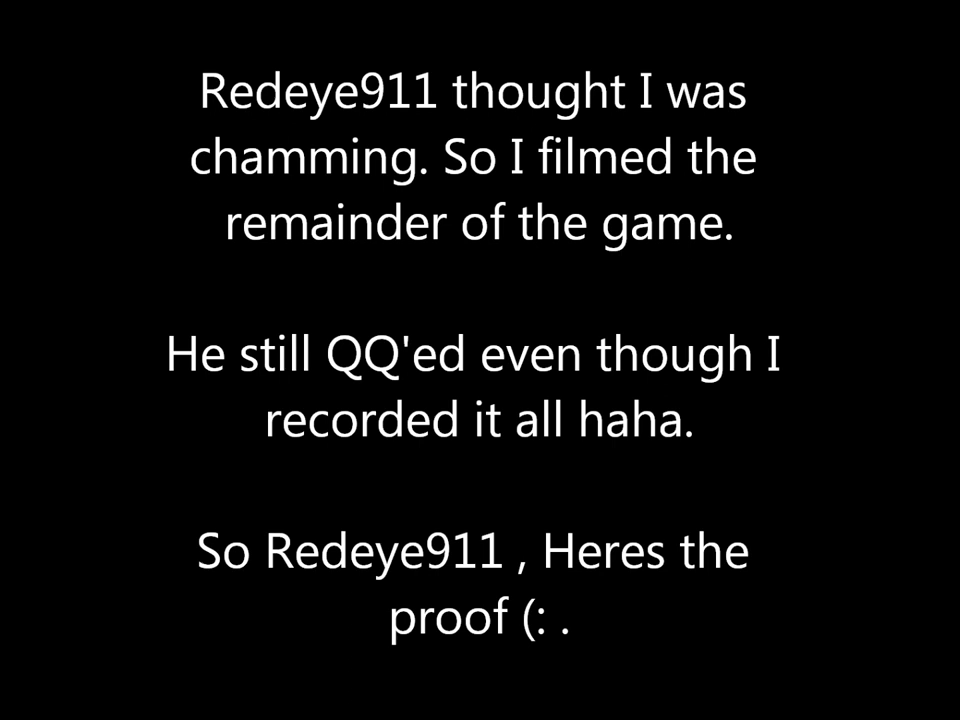 Redeye911 thought I was
chamming. So I filmed the
remainder of the game.
He still QQ'ed even though I
recorded it all haha.
So Redeye911 , Heres the
proof (: .